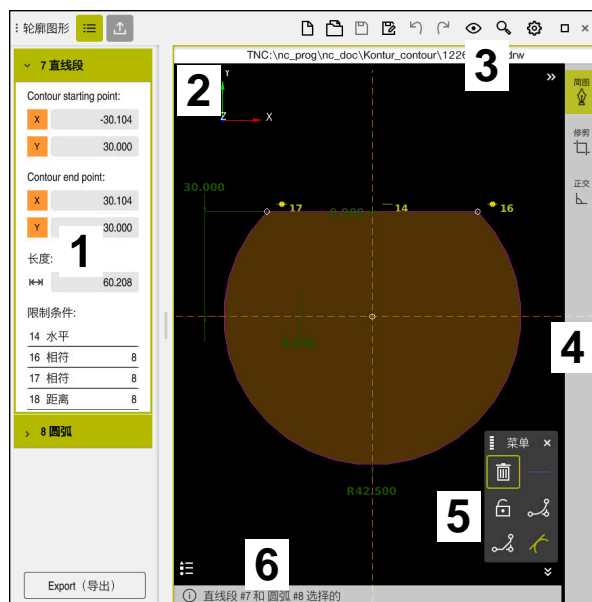 轮廓图形
TNC:\nc_prog\nc_doc\Kontur_contour\1226 drw
3
7 直线段
Contour starting point:
X -30.104
Y 30.000
Contour end point:
X 30.104
Y 30.000
1
长度:
60.208
限制条件:
14 水平
16 相符 8
17 相符 8
18 距离 8
8 圆弧
Export（导出）
2
Y
Z X
30.000
17
0.000
14
16
R42.500
简图
修剪
正交
4
菜单
5
6
直线段 #7 和 圆弧 #8 选择的